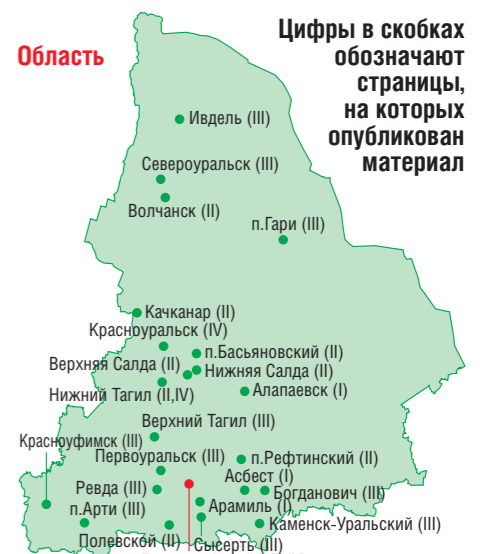 Область
Цифры в скобках
обозначают
страницы,
на которых
опубликован
материал
Ивдель (III)
Североуральск (III)
Волчанск (II)
п.Гари (III)
Качканар (II)
Красноуральск (IV)
п.Басьяновский (II)
Верхняя Салда (II)
Нижняя Салда (II)
Нижний Тагил (II,IV)
Алапаевск (I)
Верхний Тагил (III)
Красноуфимск (III)
Первоуральск (III)
п.Рефтинский (II)
Асбест (I)
Ревда (III)
Богданович (III)
Арамиль (I)
п.Арти (III)
Каменск-Уральский (III)
Полевской (II)
Сысерть (III)